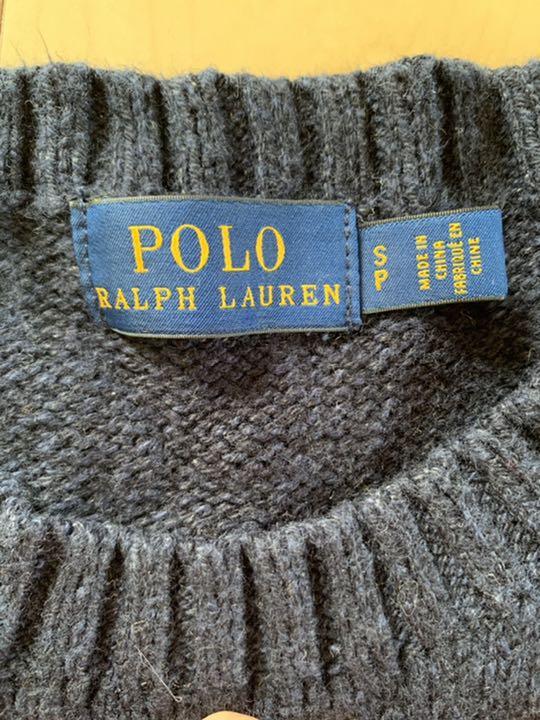 POLO
RALPH LAUREN
S
P
MADE IN
CHINA
FABRIQUÉ EN
CHINE